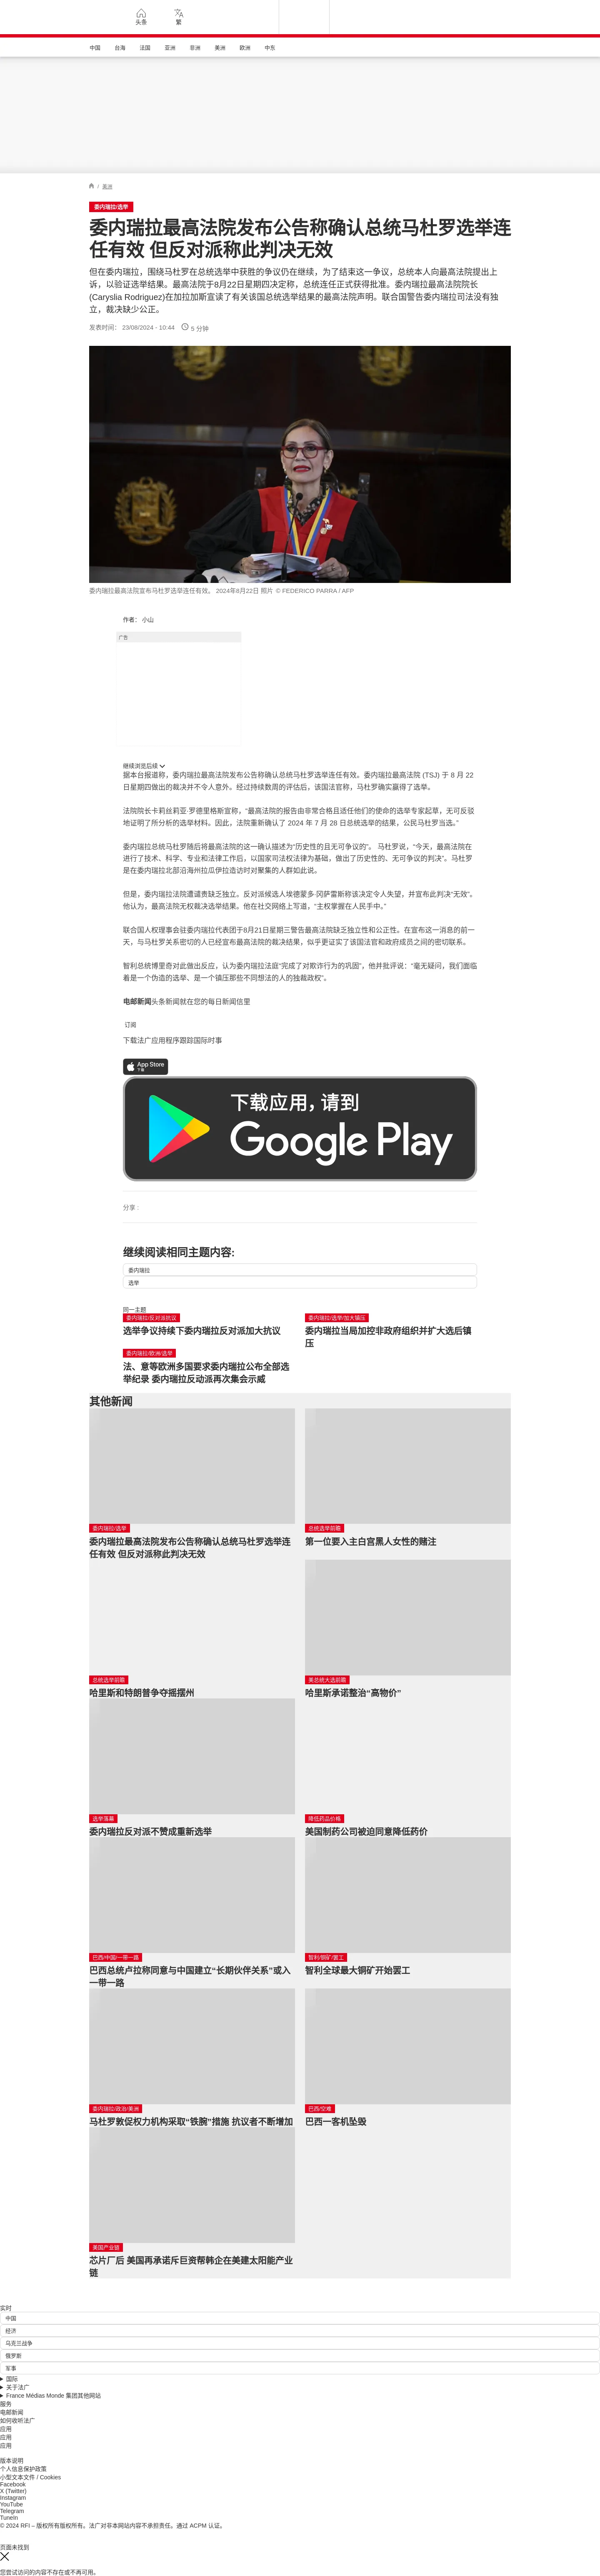 头条
繁
中国
台海
法国
亚洲
非洲
美洲
欧洲
中东
/ 美洲
委内瑞拉/选举
委内瑞拉最高法院发布公告称确认总统马杜罗选举连
任有效 但反对派称此判决无效
但在委内瑞拉，围绕马杜罗在总统选举中获胜的争议仍在继续，为了结束这一争议，总统本人向最高法院提出上
诉，以验证选举结果。最高法院于8月22日星期四决定称，总统连任正式获得批准。委内瑞拉最高法院院长
(Caryslia Rodriguez)在加拉加斯宣读了有关该国总统选举结果的最高法院声明。联合国警告委内瑞拉司法没有独
立，裁决缺少公正。
发表时间： 23/08/2024 - 10:44
5 分钟
委内瑞拉最高法院宣布马杜罗选举连任有效。 2024年8月22日 照片 © FEDERICO PARRA / AFP
作者： 小山
广告
继续浏览后续
据本台报道称，委内瑞拉最高法院发布公告称确认总统马杜罗选举连任有效。委内瑞拉最高法院 (TSJ) 于 8 月 22
日星期四做出的裁决并不令人意外。经过持续数周的评估后，该国法官称，马杜罗确实赢得了选举。
法院院长卡莉丝莉亚·罗德里格斯宣称，“最高法院的报告由非常合格且适任他们的使命的选举专家起草，无可反驳
地证明了所分析的选举材料。因此，法院重新确认了 2024 年 7 月 28 日总统选举的结果，公民马杜罗当选。”
委内瑞拉总统马杜罗随后将最高法院的这一确认描述为“历史性的且无可争议的”。 马杜罗说，“今天，最高法院在
进行了技术、科学、专业和法律工作后，以国家司法权法律为基础，做出了历史性的、无可争议的判决”。马杜罗
是在委内瑞拉北部沿海州拉瓜伊拉造访时对聚集的人群如此说。
但是，委内瑞拉法院遭谴责缺乏独立。反对派候选人埃德蒙多·冈萨雷斯称该决定令人失望，并宣布此判决“无效”。
他认为，最高法院无权裁决选举结果。他在社交网络上写道，“主权掌握在人民手中。”
联合国人权理事会驻委内瑞拉代表团于8月21日星期三警告最高法院缺乏独立性和公正性。在宣布这一消息的前一
天，与马杜罗关系密切的人已经宣布最高法院的裁决结果，似乎更证实了该国法官和政府成员之间的密切联系。
智利总统博里奇对此做出反应，认为委内瑞拉法庭“完成了对欺诈行为的巩固”，他并批评说：“毫无疑问，我们面临
着是一个伪造的选举、是一个镇压那些不同想法的人的独裁政权”。
电邮新闻头条新闻就在您的每日新闻信里
订阅
下载法广应用程序跟踪国际时事
App Store
下载
下载应用，请到
Google Play
分享 :
继续阅读相同主题内容:
委内瑞拉
选举
同一主题
委内瑞拉/反对派抗议
选举争议持续下委内瑞拉反对派加大抗议
委内瑞拉/选举/加大镇压
委内瑞拉当局加控非政府组织并扩大选后镇
压
委内瑞拉/欧洲/选举
法、意等欧洲多国要求委内瑞拉公布全部选
举纪录 委内瑞拉反动派再次集会示威
其他新闻
委内瑞拉/选举
委内瑞拉最高法院发布公告称确认总统马杜罗选举连
任有效 但反对派称此判决无效
总统选举前瞻
第一位要入主白宫黑人女性的赌注
总统选举前瞻
哈里斯和特朗普争夺摇摆州
美总统大选前瞻
哈里斯承诺整治“高物价”
选举落幕
委内瑞拉反对派不赞成重新选举
降低药品价格
美国制药公司被迫同意降低药价
巴西/中国/一带一路
巴西总统卢拉称同意与中国建立“长期伙伴关系”或入
一带一路
智利/铜矿/罢工
智利全球最大铜矿开始罢工
委内瑞拉/政治/美洲
马杜罗敦促权力机构采取“铁腕”措施 抗议者不断增加
巴西/空难
巴西一客机坠毁
美国产业链
芯片厂后 美国再承诺斥巨资帮韩企在美建太阳能产业
链
实时
中国
经济
乌克兰战争
俄罗斯
军事
国际
关于法广
France Médias Monde 集团其他网站
服务
电邮新闻
如何收听法广
应用
应用
应用
版本说明
个人信息保护政策
小型文本文件 / Cookies
Facebook
X (Twitter)
Instagram
YouTube
Telegram
TuneIn
© 2024 RFI – 版权所有版权所有。法广对非本网站内容不承担责任。通过 ACPM 认证。
页面未找到
您尝试访问的内容不存在或不再可用。